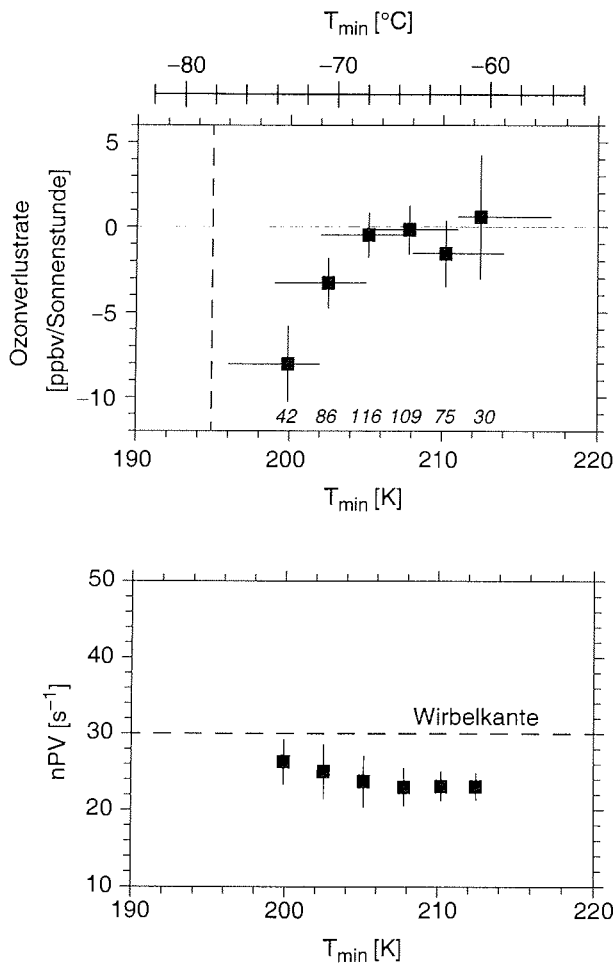 T_min [°C]
−80 −70 −60
5
0
−5
−10
Ozonverlustrate
[ppbv/Sonnenstunde]
42 86 116 109 75 30
190 200 210 220
T_min [K]
50
40
30
20
10
nPV [s⁻¹]
Wirbelkante
190 200 210 220
T_min [K]